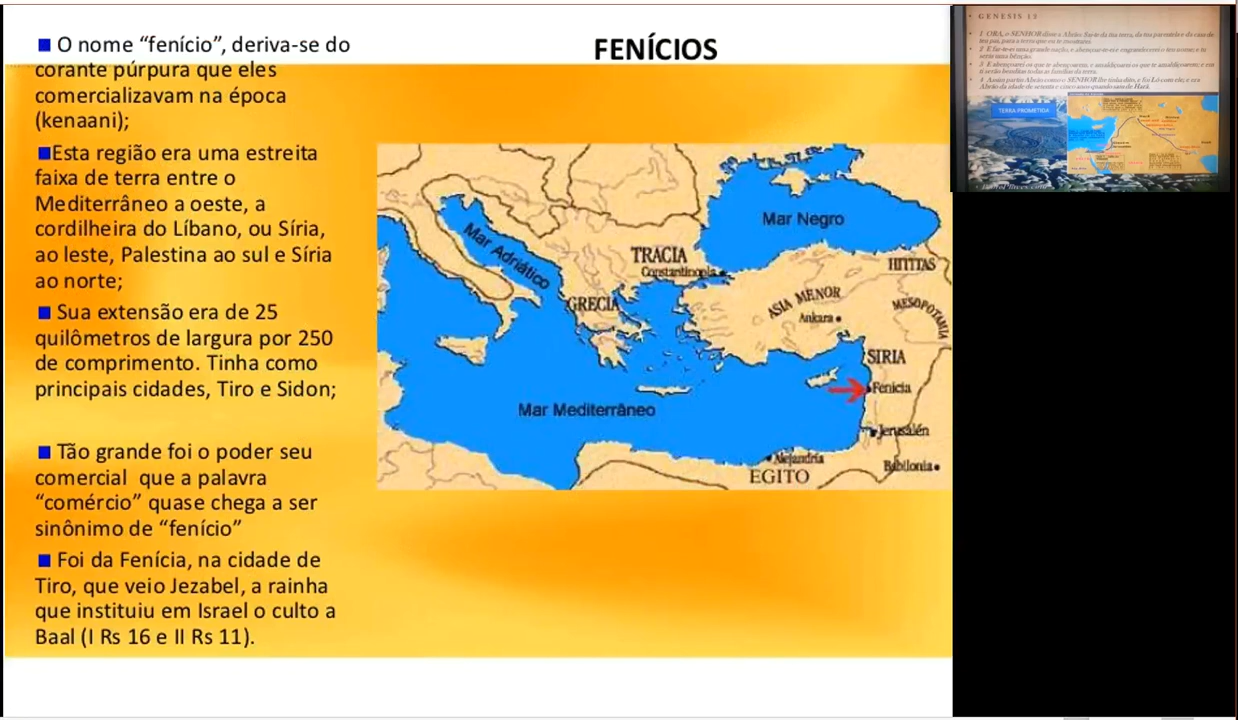 FENÍCIOS
■ O nome “fenício”, deriva-se do
corante púrpura que eles
comercializavam na época
(kenaani);
■Esta região era uma estreita
faixa de terra entre o
Mediterrâneo a oeste, a
cordilheira do Líbano, ou Síria,
ao leste, Palestina ao sul e Síria
ao norte;
■ Sua extensão era de 25
quilômetros de largura por 250
de comprimento. Tinha como
principais cidades, Tiro e Sidon;
■ Tão grande foi o poder seu
comercial que a palavra
“comércio” quase chega a ser
sinônimo de “fenício”
■ Foi da Fenícia, na cidade de
Tiro, que veio Jezabel, a rainha
que instituiu em Israel o culto a
Baal (I Rs 16 e II Rs 11).
Mar Negro
Mar Adriático
TRACIA
Constantinopla
HITITAS
GRECIA
ASIA MENOR
MESOPOTAMIA
Ankara
SIRIA
Fenicia
Mar Mediterrâneo
Jerusalén
Alejandría
Babilonia
EGITO
GENESIS 12
TERRA PROMETIDA